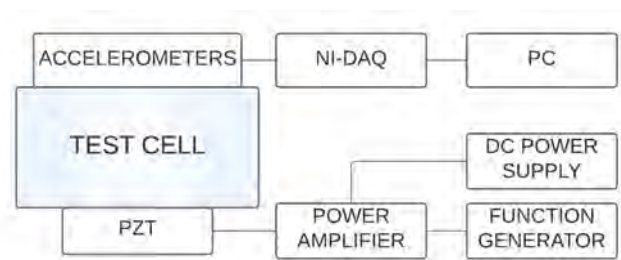 ACCELEROMETERS
NI-DAQ
PC
TEST CELL
DC POWER
SUPPLY
PZT
POWER
AMPLIFIER
FUNCTION
GENERATOR